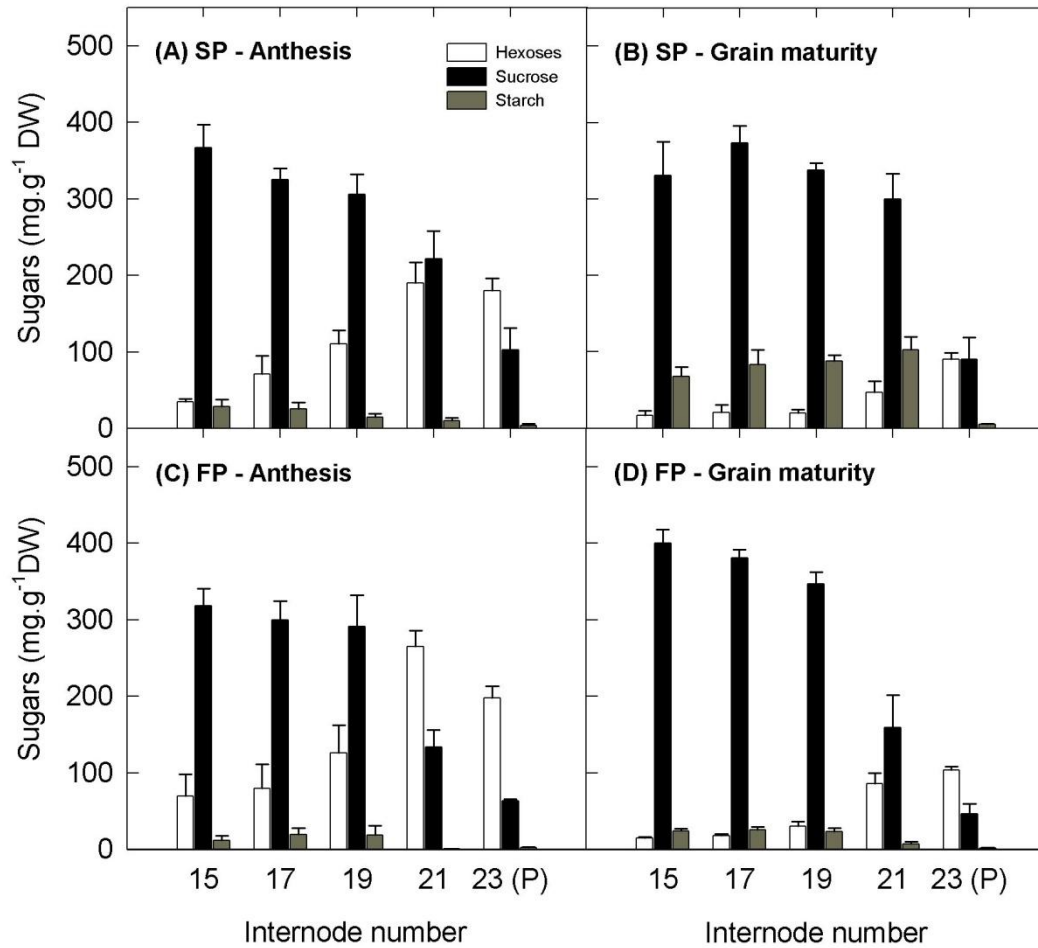 (A) SP - Anthesis
Hexoses
Sucrose
Starch
500
400
300
200
100
0
Sugars (mg.g⁻¹ DW)
(B) SP - Grain maturity
(C) FP - Anthesis
500
400
300
200
100
0
Sugars (mg.g⁻¹DW)
15 17 19 21 23 (P)
Internode number
(D) FP - Grain maturity
15 17 19 21 23 (P)
Internode number